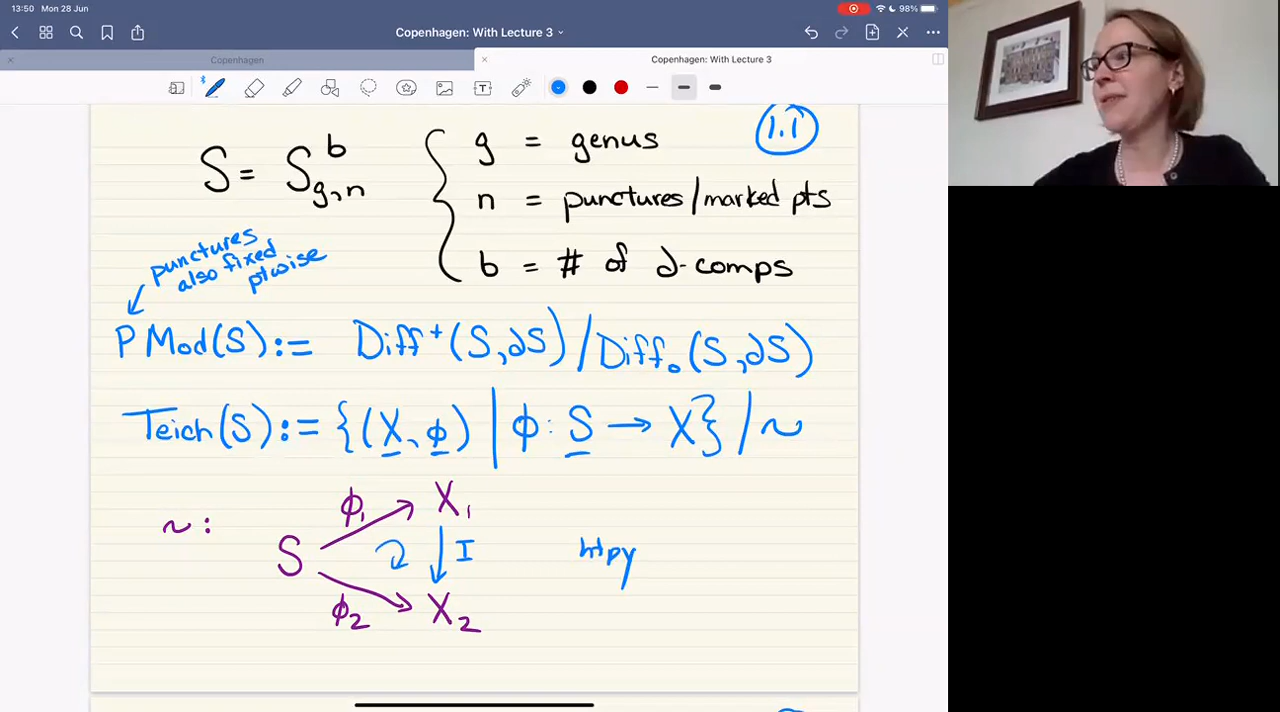 13:50 Mon 28 Jun
98%
Copenhagen: With Lecture 3
Copenhagen
Copenhagen: With Lecture 3
1.1
S = S_{g,n}^b { g = genus
n = punctures/marked pts
b = # of ∂-comps
punctures
also fixed
ptwise
PMod(S) := Diff⁺(S,∂S)/Diff₀(S,∂S)
Teich(S) := {(X,φ) | φ: S → X}/~
~: S φ₁ X₁
I htpy
φ₂ X₂